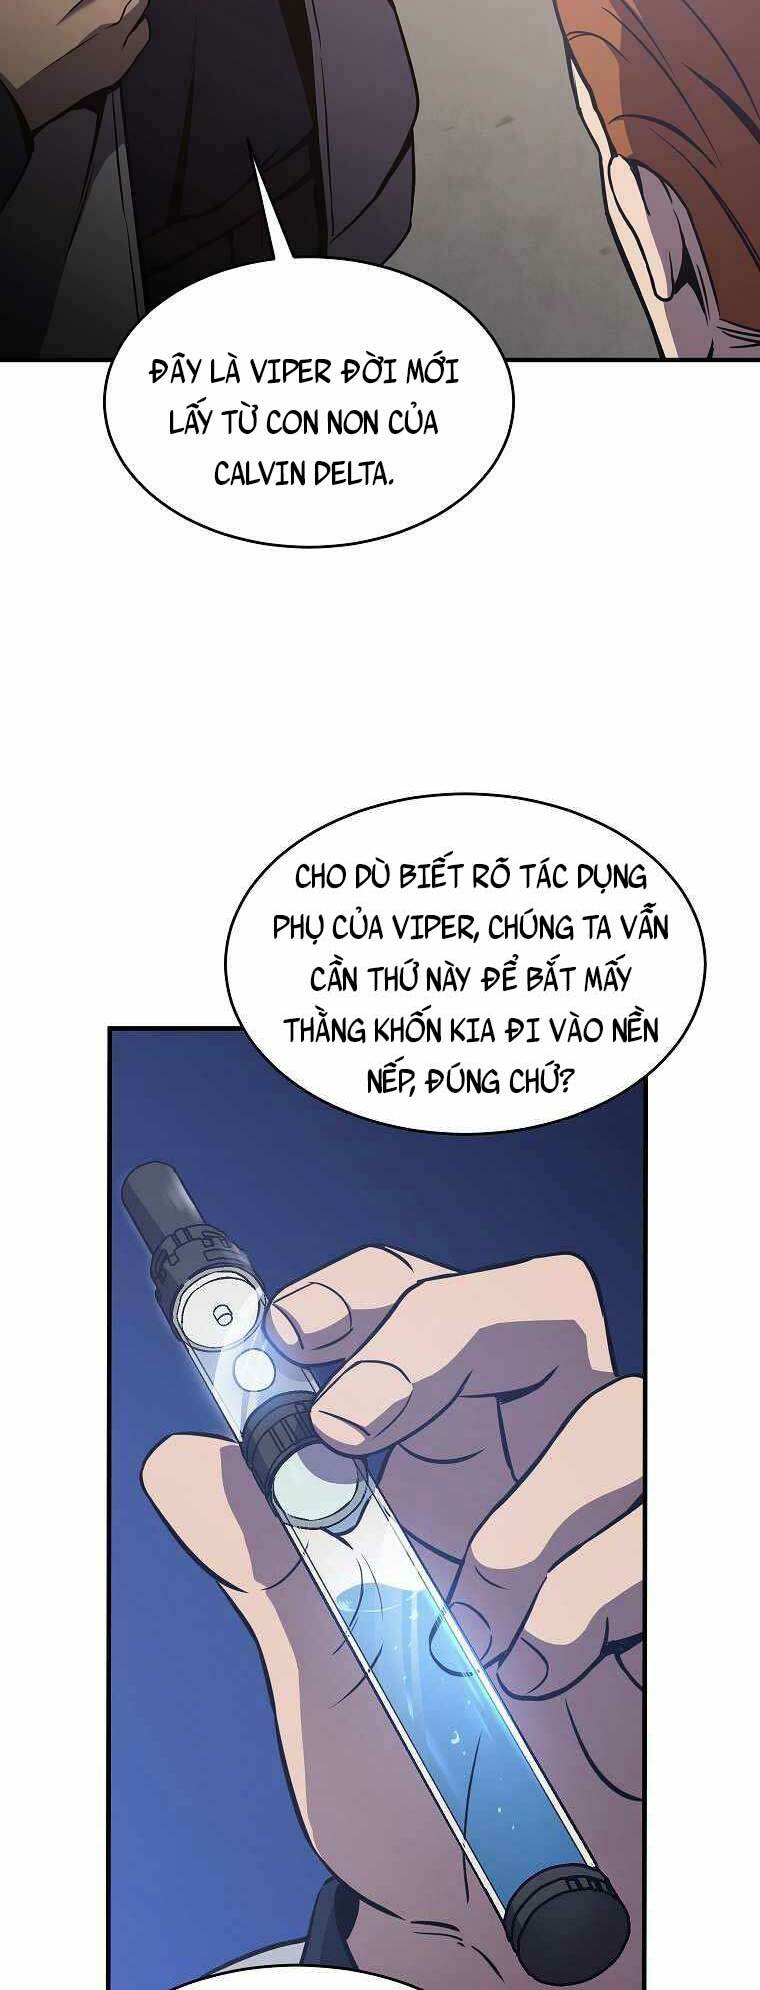 ĐÂY LÀ VIPER ĐỜI MỚI
LẤY TỪ CON NON CỦA
CALVIN DELTA.
CHO DÙ BIẾT RÕ TÁC DỤNG
PHỤ CỦA VIPER, CHÚNG TA VẪN
CẦN THỨ NÀY ĐỂ BẮT MẤY
THẰNG KHỐN KIA ĐI VÀO NỀN
NẾP, ĐÚNG CHỨ?